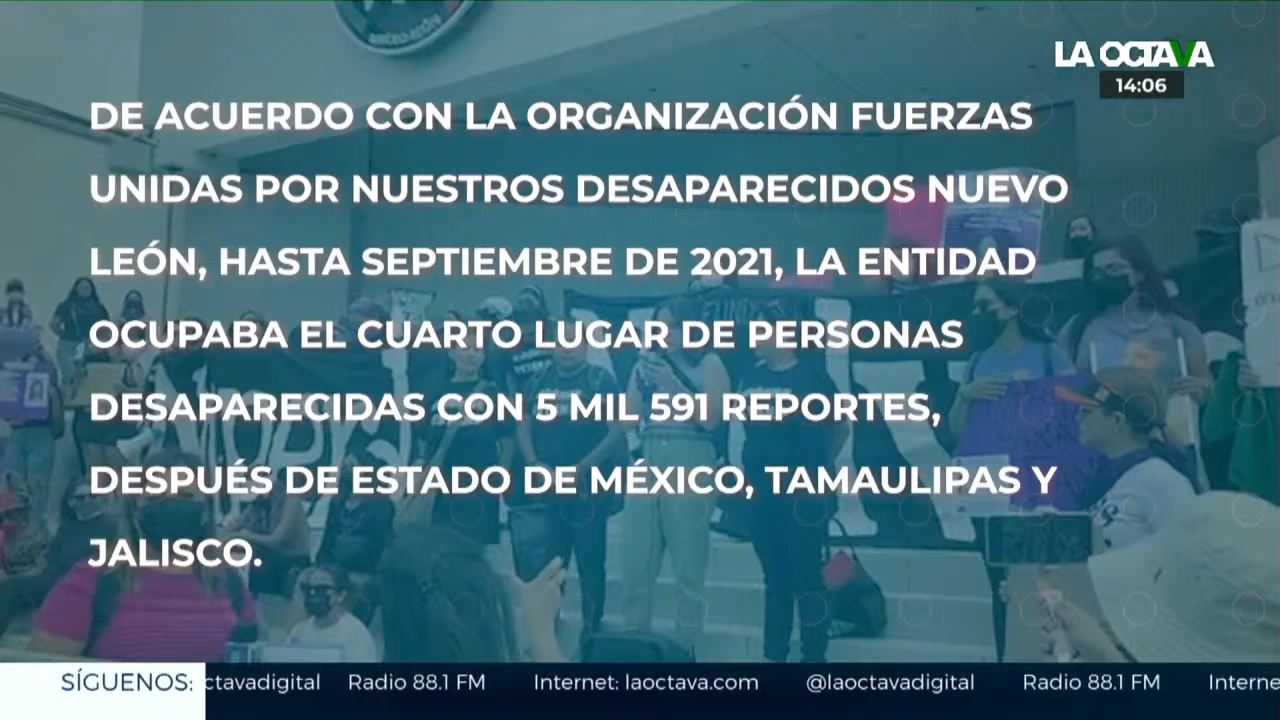 LA OCTAVA
14:06
DE ACUERDO CON LA ORGANIZACIÓN FUERZAS
UNIDAS POR NUESTROS DESAPARECIDOS NUEVO
LEÓN, HASTA SEPTIEMBRE DE 2021, LA ENTIDAD
OCUPABA EL CUARTO LUGAR DE PERSONAS
DESAPARECIDAS CON 5 MIL 591 REPORTES,
DESPUÉS DE ESTADO DE MÉXICO, TAMAULIPAS Y
JALISCO.
SÍGUENOS: ctavadigital Radio 88.1 FM Internet: laoctava.com @laoctavadigital Radio 88.1 FM Interne